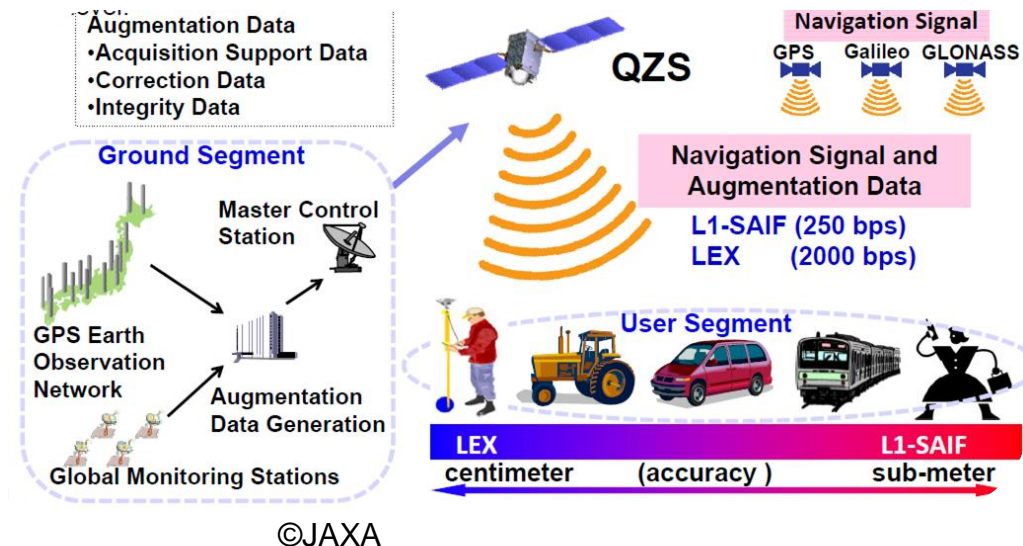 Augmentation Data
•Acquisition Support Data
•Correction Data
•Integrity Data
QZS
Navigation Signal
GPS Galileo GLONASS
Ground Segment
Master Control
Station
GPS Earth
Observation
Network
Augmentation
Data Generation
Global Monitoring Stations
Navigation Signal and
Augmentation Data
L1-SAIF (250 bps)
LEX (2000 bps)
User Segment
LEX L1-SAIF
centimeter (accuracy ) sub-meter
©JAXA